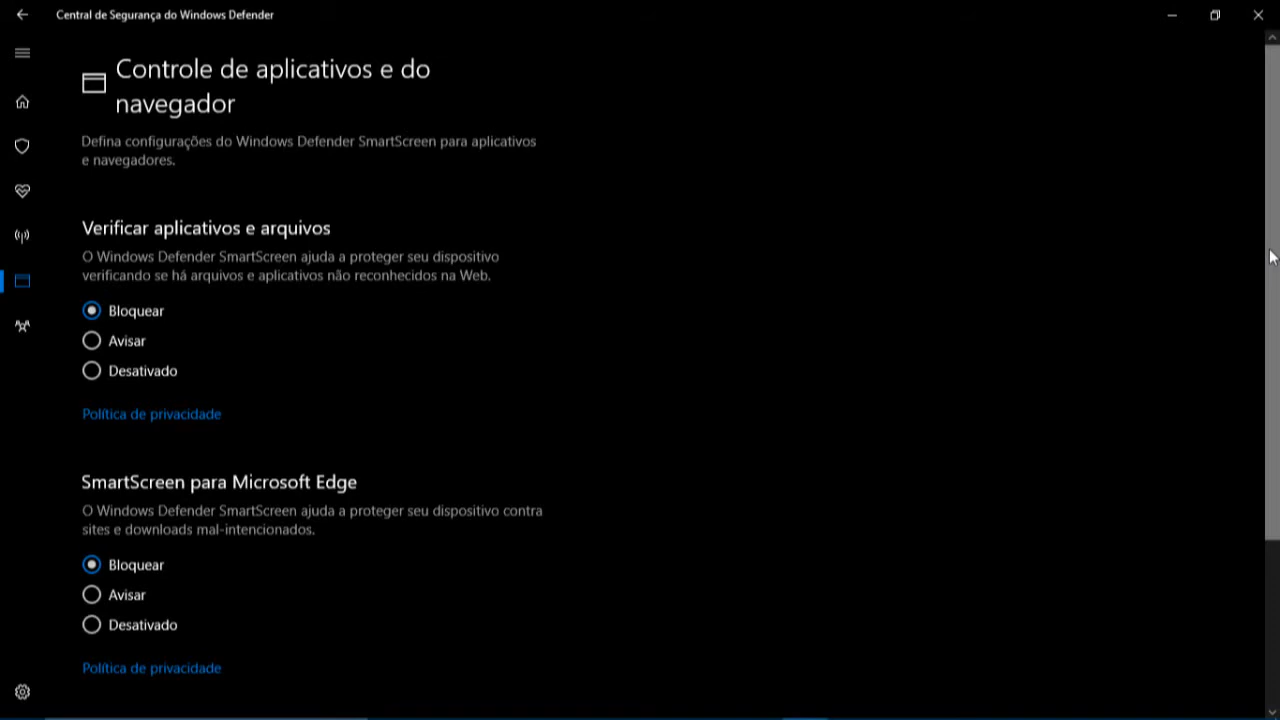 Central de Segurança do Windows Defender
Controle de aplicativos e do
navegador
Defina configurações do Windows Defender SmartScreen para aplicativos
e navegadores.
Verificar aplicativos e arquivos
O Windows Defender SmartScreen ajuda a proteger seu dispositivo
verificando se há arquivos e aplicativos não reconhecidos na Web.
Bloquear
Avisar
Desativado
Política de privacidade
SmartScreen para Microsoft Edge
O Windows Defender SmartScreen ajuda a proteger seu dispositivo contra
sites e downloads mal-intencionados.
Bloquear
Avisar
Desativado
Política de privacidade